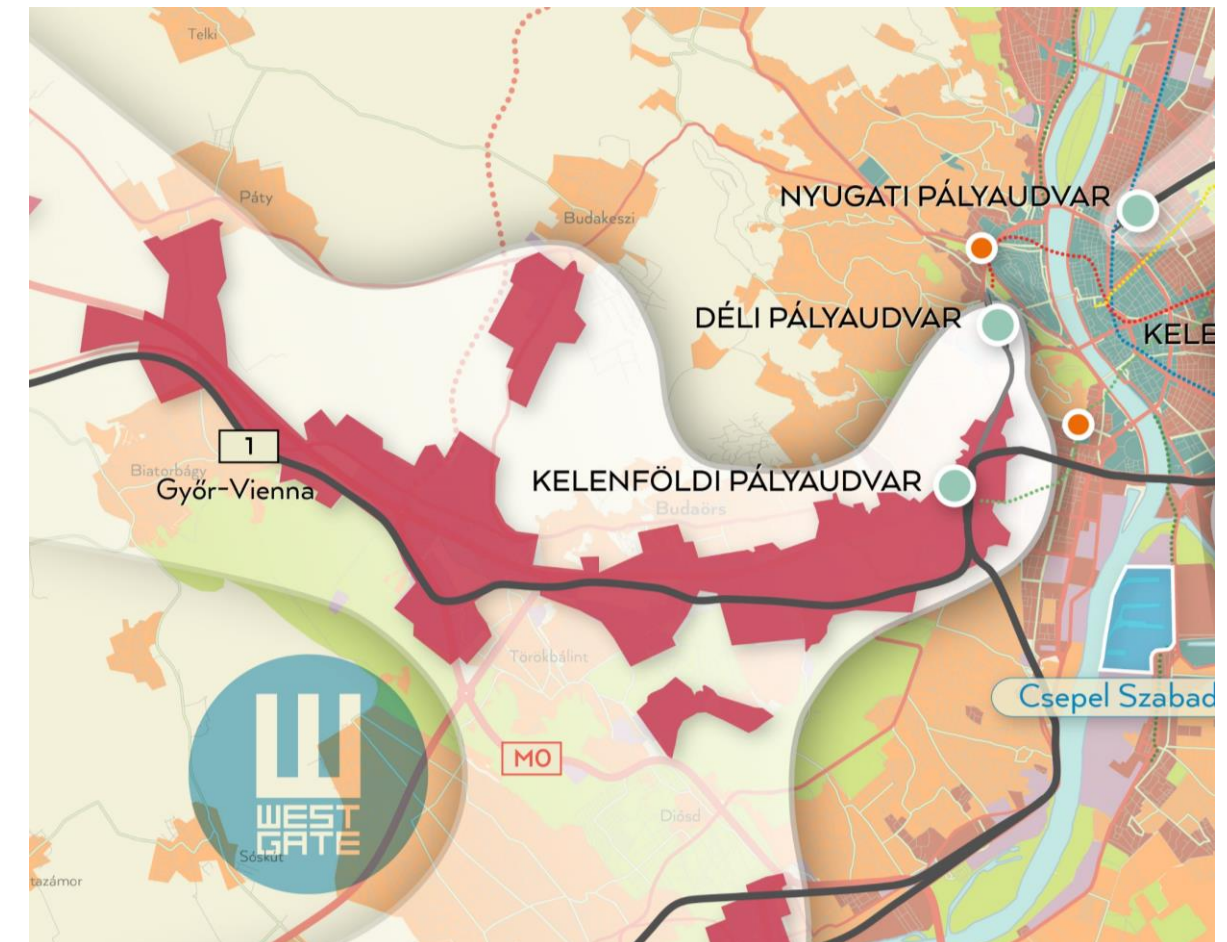 Telki
Páty
Budakeszi
NYUGATI PÁLYAUDVAR
DÉLI PÁLYAUDVAR
KELE
1
Biatorbágy
Győr-Vienna
KELENFÖLDI PÁLYAUDVAR
Budaörs
Törökbálint
Csepel Szabad
M0
WEST
GATE
Diósd
Sóskút
tazámor